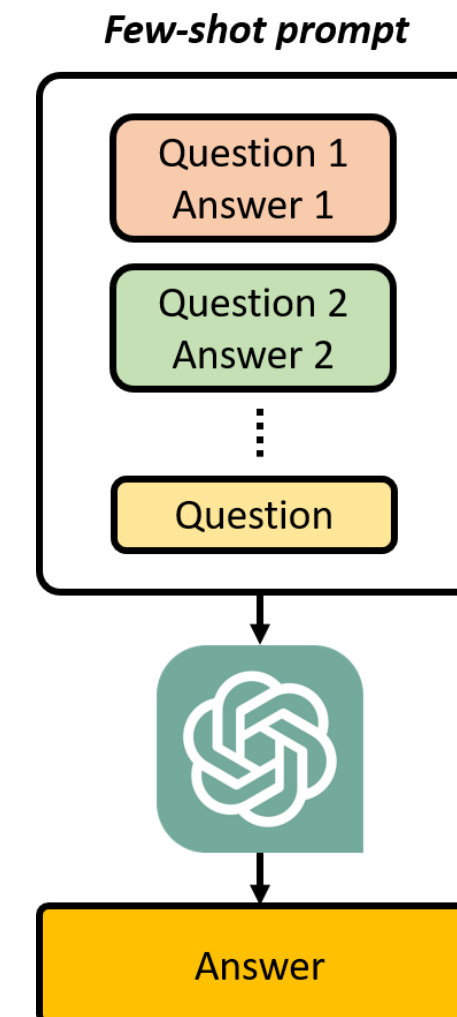 Few-shot prompt
Question 1
Answer 1
Question 2
Answer 2
Question
Answer